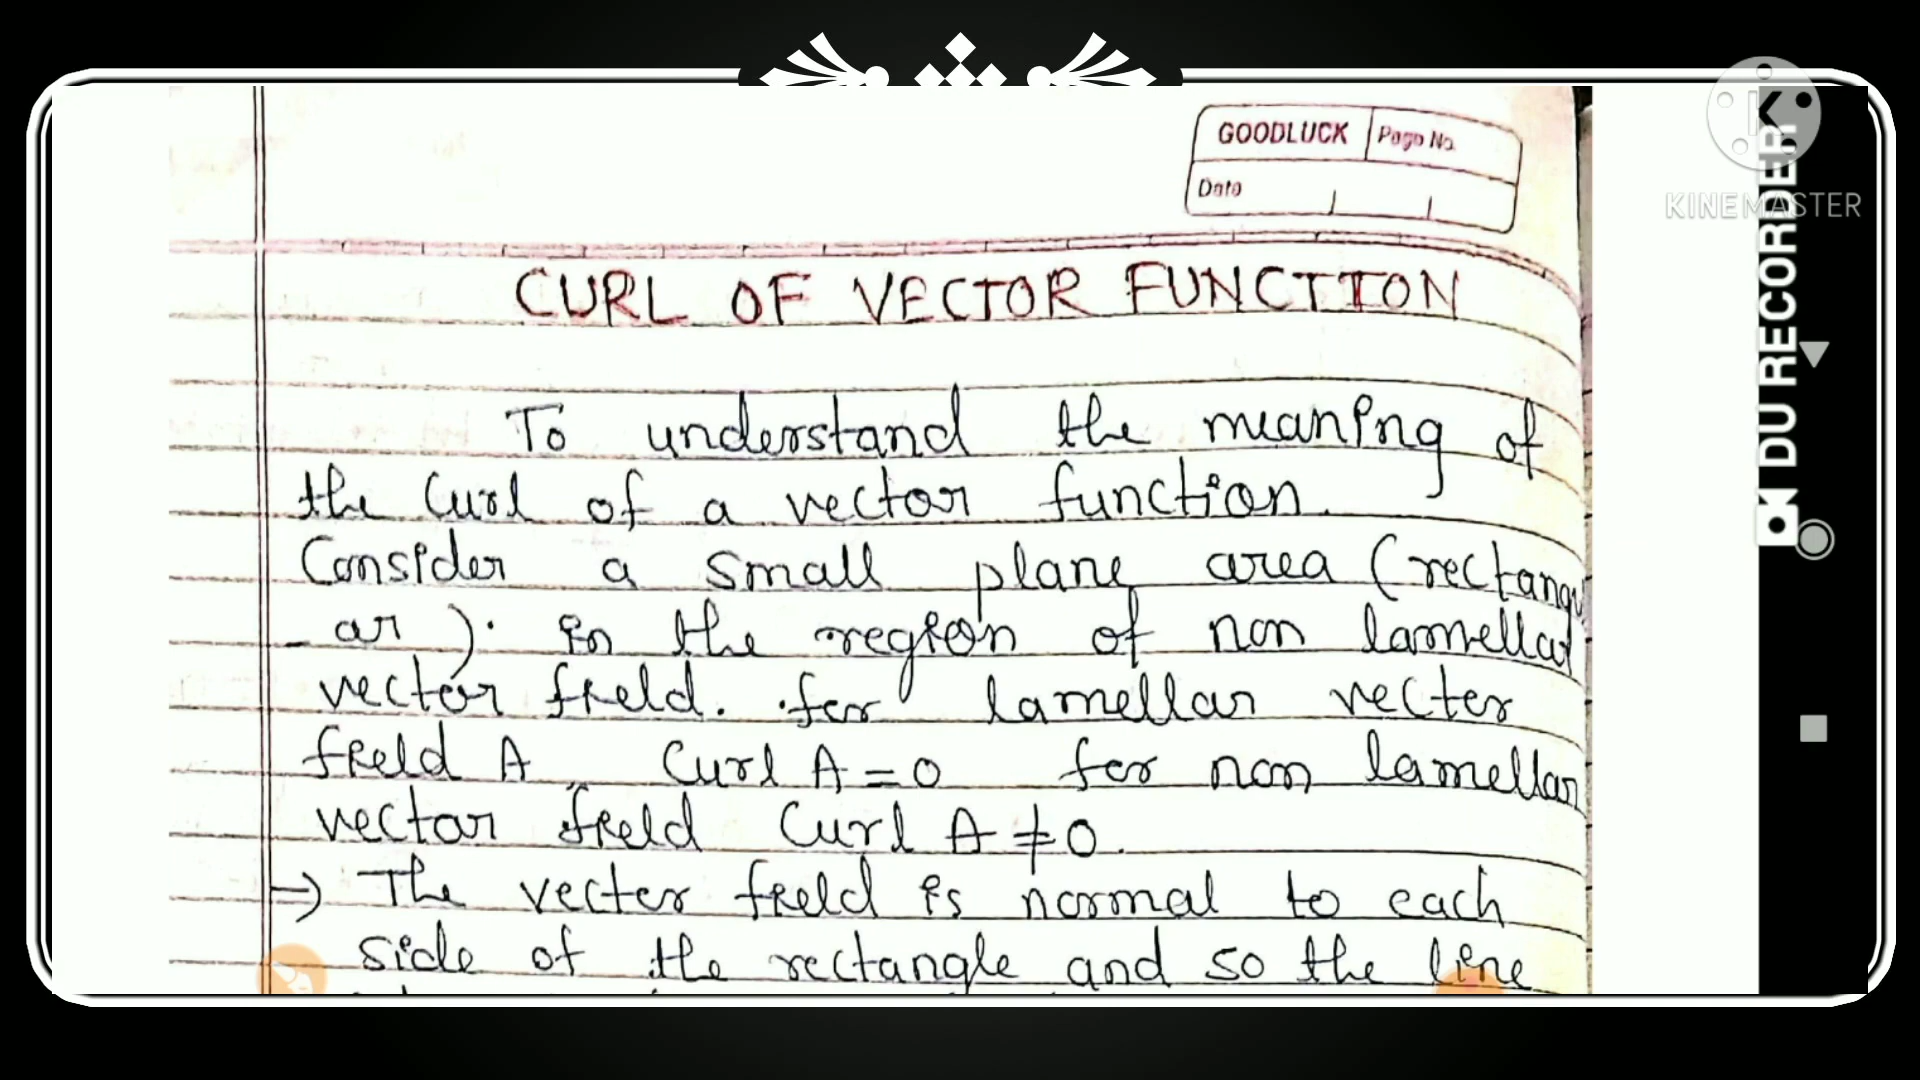 GOODLUCK Page No.
Date
CURL OF VECTOR FUNCTION
To understand the meaning of
the Curl of a vector function.
Consider a small plane area (rectangu
- ar). in the region of non lamellar
vector field. for lamellar vector
field A Curl A = 0 for non lamellar
vector field Curl A ≠ 0.
→ The vector field is normal to each
side of the rectangle and so the line
KINEMASTER
DU RECORDER